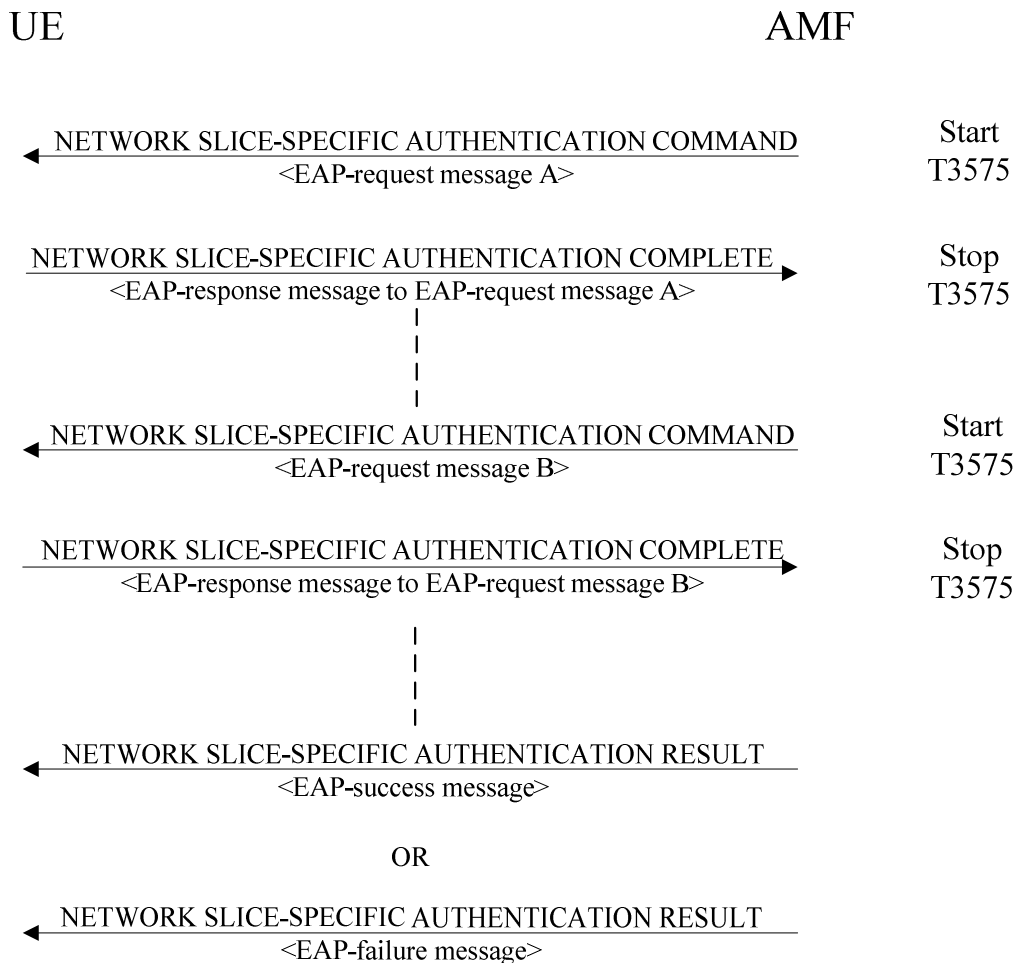 UE
AMF
NETWORK SLICE-SPECIFIC AUTHENTICATION COMMAND
<EAP-request message A>
Start
T3575
NETWORK SLICE-SPECIFIC AUTHENTICATION COMPLETE
<EAP-response message to EAP-request message A>
Stop
T3575
NETWORK SLICE-SPECIFIC AUTHENTICATION COMMAND
<EAP-request message B>
Start
T3575
NETWORK SLICE-SPECIFIC AUTHENTICATION COMPLETE
<EAP-response message to EAP-request message B>
Stop
T3575
NETWORK SLICE-SPECIFIC AUTHENTICATION RESULT
<EAP-success message>
OR
NETWORK SLICE-SPECIFIC AUTHENTICATION RESULT
<EAP-failure message>